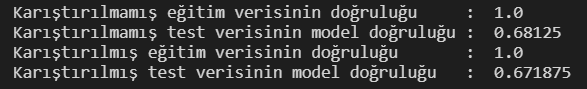 Karıştırılmamış eğitim verisinin doğruluğu : 1.0
Karıştırılmamış test verisinin model doğruluğu : 0.68125
Karıştırılmış eğitim verisinin doğruluğu : 1.0
Karıştırılmış test verisinin model doğruluğu : 0.671875